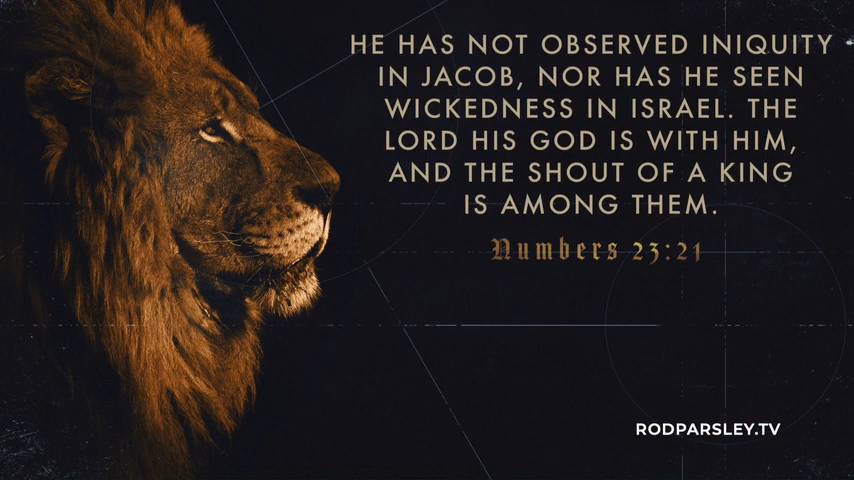 HE HAS NOT OBSERVED INIQUITY
IN JACOB, NOR HAS HE SEEN
WICKEDNESS IN ISRAEL. THE
LORD HIS GOD IS WITH HIM,
AND THE SHOUT OF A KING
IS AMONG THEM.
Numbers 23:21
RODPARSLEY.TV